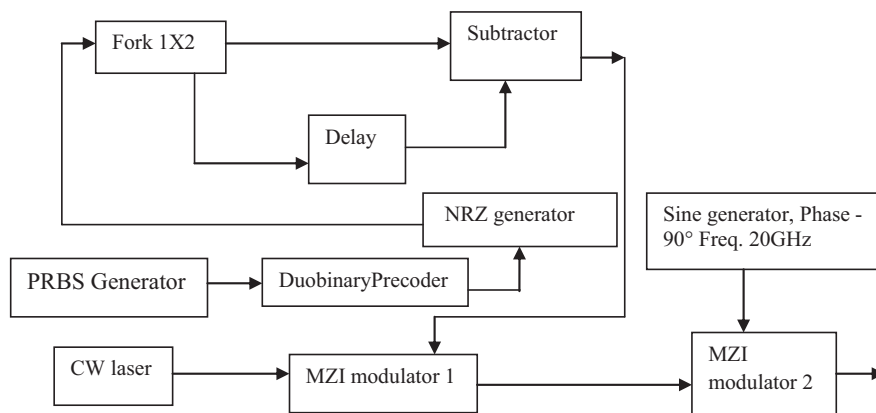 Fork 1X2
Subtractor
Delay
NRZ generator
Sine generator, Phase -
90° Freq. 20GHz
PRBS Generator
DuobinaryPrecoder
CW laser
MZI modulator 1
MZI
modulator 2